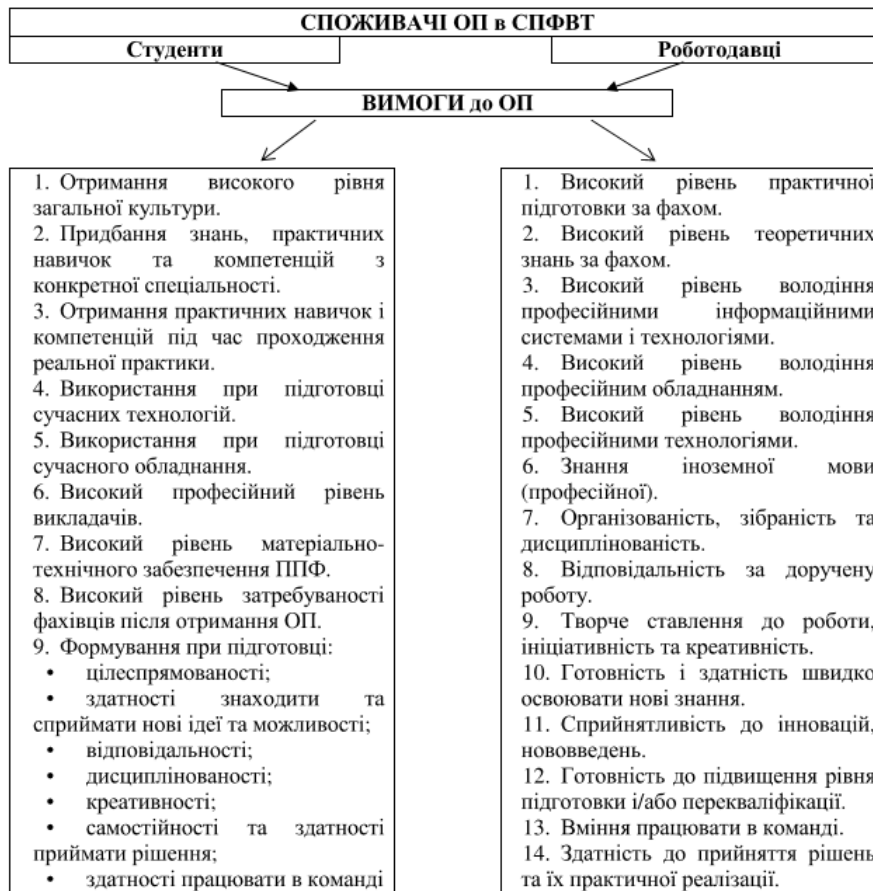 СПОЖИВАЧІ ОП в СПФВТ
Студенти
Роботодавці
ВИМОГИ до ОП
1. Отримання високого рівня
загальної культури.
2. Придбання знань, практичних
навичок та компетенцій з
конкретної спеціальності.
3. Отримання практичних навичок і
компетенцій під час проходження
реальної практики.
4. Використання при підготовці
сучасних технологій.
5. Використання при підготовці
сучасного обладнання.
6. Високий професійний рівень
викладачів.
7. Високий рівень матеріально-
технічного забезпечення ППФ.
8. Високий рівень затребуваності
фахівців після отримання ОП.
9. Формування при підготовці:
• цілеспрямованості;
• здатності знаходити та
сприймати нові ідеї та можливості;
• відповідальності;
• дисциплінованості;
• креативності;
• самостійності та здатності
приймати рішення;
• здатності працювати в команді
1. Високий рівень практичної
підготовки за фахом.
2. Високий рівень теоретичних
знань за фахом.
3. Високий рівень володіння
професійними інформаційними
системами і технологіями.
4. Високий рівень володіння
професійним обладнанням.
5. Високий рівень володіння
професійними технологіями.
6. Знання іноземної мови
(професійної).
7. Організованість, зібраність та
дисциплінованість.
8. Відповідальність за доручену
роботу.
9. Творче ставлення до роботи,
ініціативність та креативність.
10. Готовність і здатність швидко
освоювати нові знання.
11. Сприйнятливість до інновацій,
нововведень.
12. Готовність до підвищення рівня
підготовки і/або перекваліфікації.
13. Вміння працювати в команді.
14. Здатність до прийняття рішень
та їх практичної реалізації.